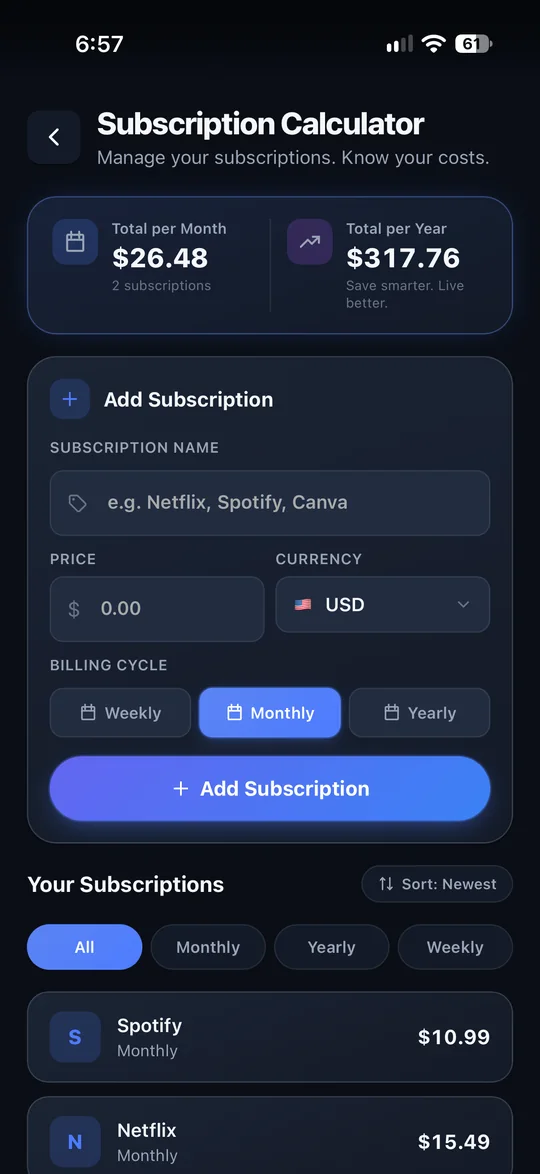 6:57
61
Subscription Calculator
Manage your subscriptions. Know your costs.
Total per Month
$26.48
2 subscriptions
Total per Year
$317.76
Save smarter. Live
better.
Add Subscription
SUBSCRIPTION NAME
e.g. Netflix, Spotify, Canva
PRICE
CURRENCY
$ 0.00
USD
BILLING CYCLE
Weekly
Monthly
Yearly
+ Add Subscription
Your Subscriptions
Sort: Newest
All
Monthly
Yearly
Weekly
S
Spotify
Monthly
$10.99
N
Netflix
Monthly
$15.49